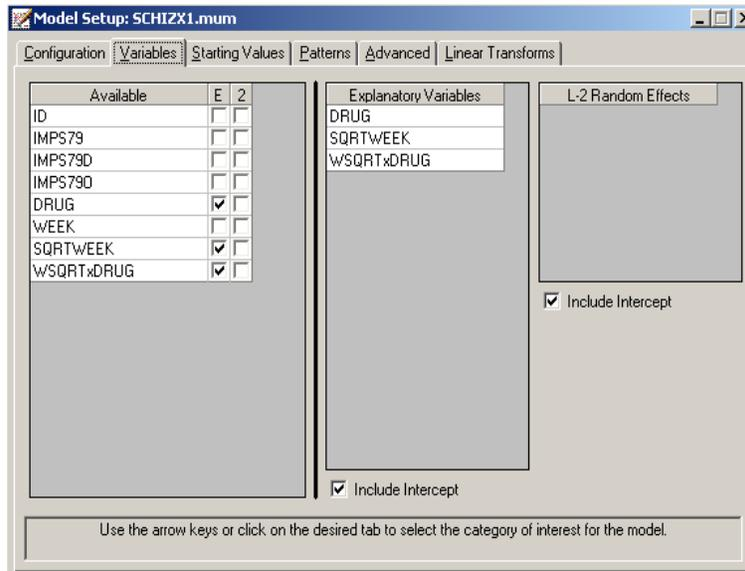 Model Setup: SCHIZX1.mum
Configuration Variables Starting Values Patterns Advanced Linear Transforms
Available E 2
ID
IMPS79
IMPS79D
IMPS79O
DRUG
WEEK
SQRTWEEK
WSQRTxDRUG
Explanatory Variables
DRUG
SQRTWEEK
WSQRTxDRUG
Include Intercept
L-2 Random Effects
Include Intercept
Use the arrow keys or click on the desired tab to select the category of interest for the model.